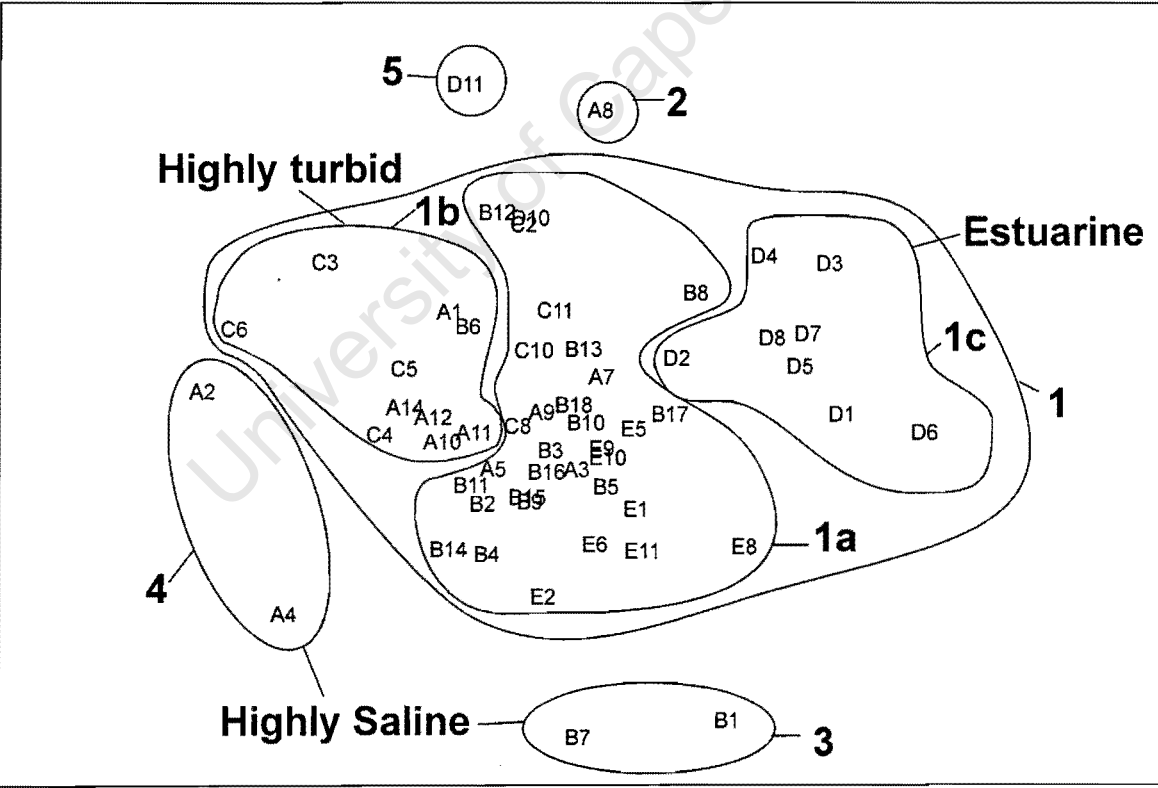 5
D11
A8
2
Highly turbid
1b
B12
C2
C3
D4
D3
Estuarine
B8
A1
B6
C11
C6
D8
D7
1c
C10
B13
D2
D5
C5
A7
A2
1
A14
A12
A9
B18
B17
D1
C4
A10
A11
C8
B10
E5
D6
B3
E9
E10
A5
B16
A3
B11
B5
B2
B15
B9
E1
B14
B4
E6
E11
E8
1a
4
E2
A4
Highly Saline
B1
B7
3
University of Cape